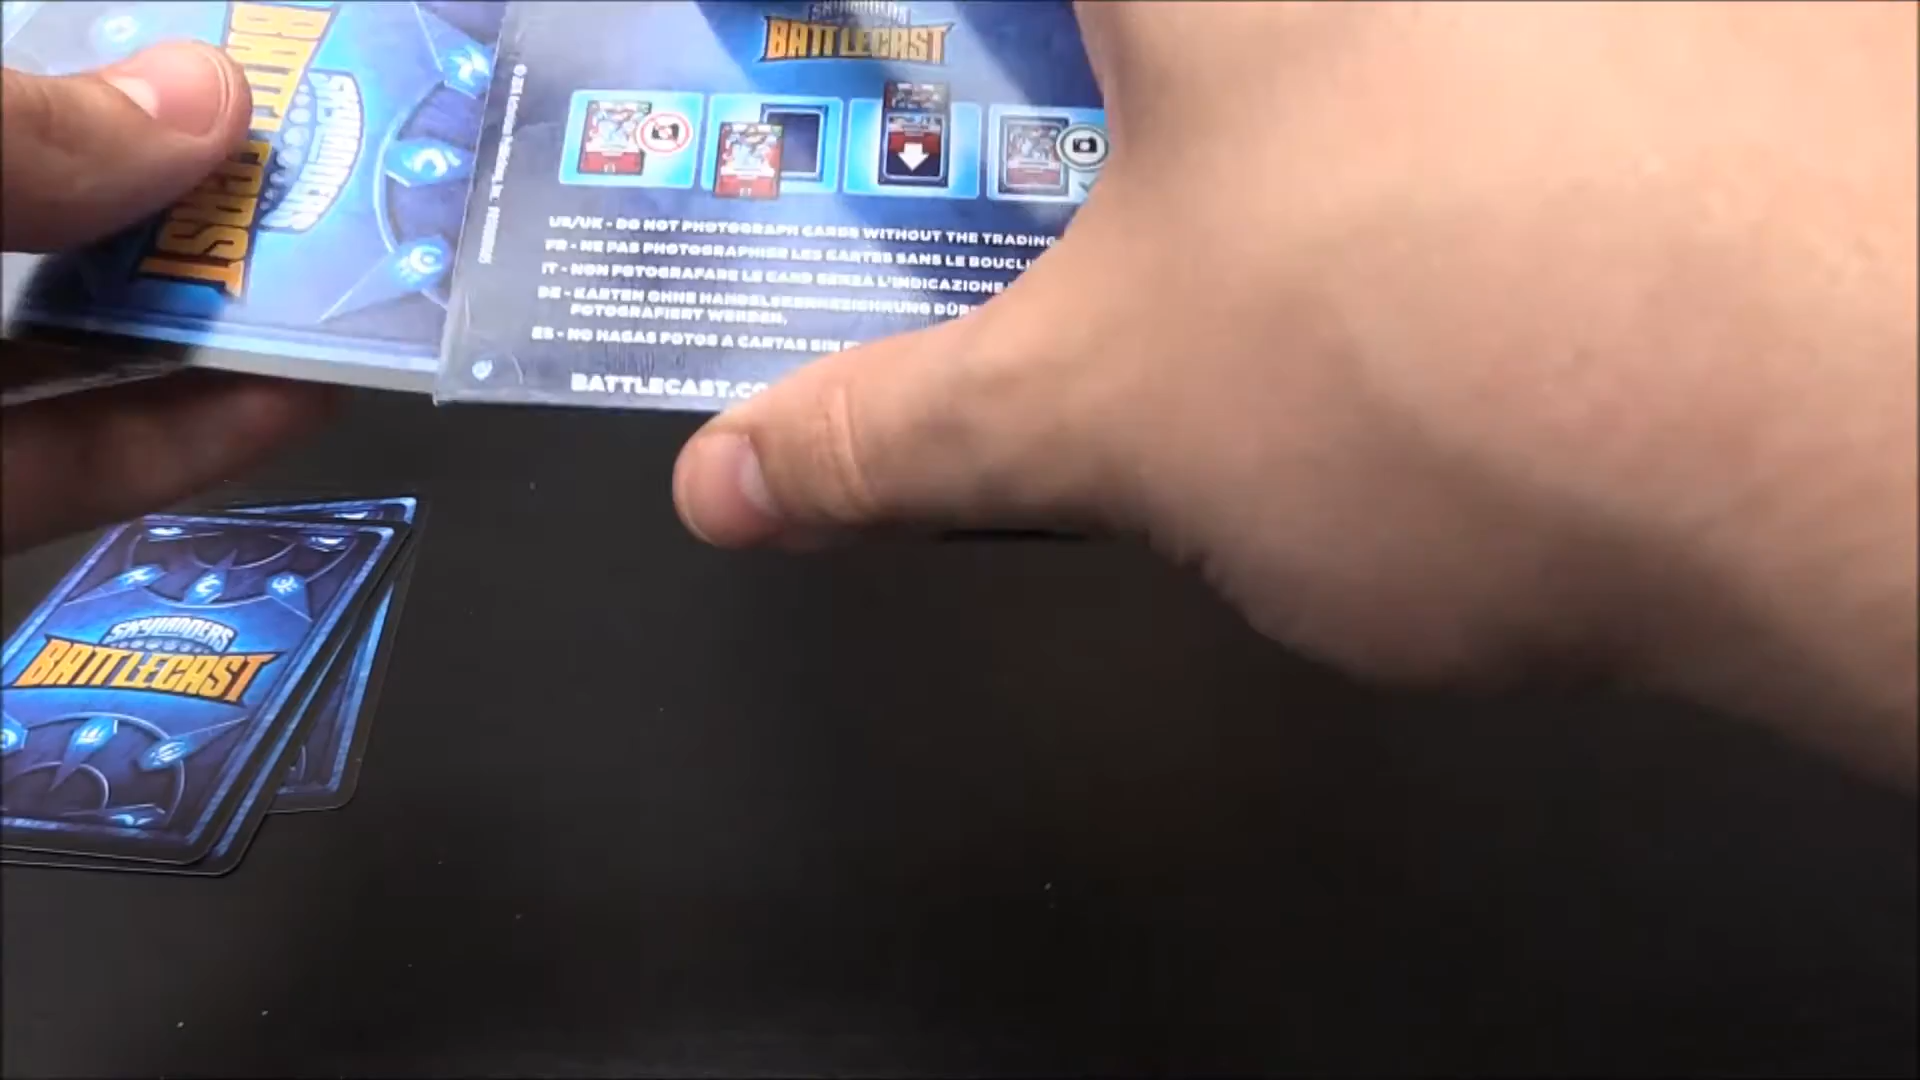 SKYLANDERS
BATTLECAST
SKYLANDERS
BATTLECAST
US/UK - DO NOT PHOTOGRAPH CARDS WITHOUT THE TRADING
FR - NE PAS PHOTOGRAPHIER LES CARTES SANS LE BOUCLI
IT - NON FOTOGRAFARE LE CARD SENZA L'INDICAZIONE
DE - KARTEN OHNE HANDELSKENNZEICHNUNG DÜR
FOTOGRAFIERT WERDEN.
ES - NO HAGAS FOTOS A CARTAS SIN
BATTLECAST.CO
SKYLANDERS
BATTLECAST